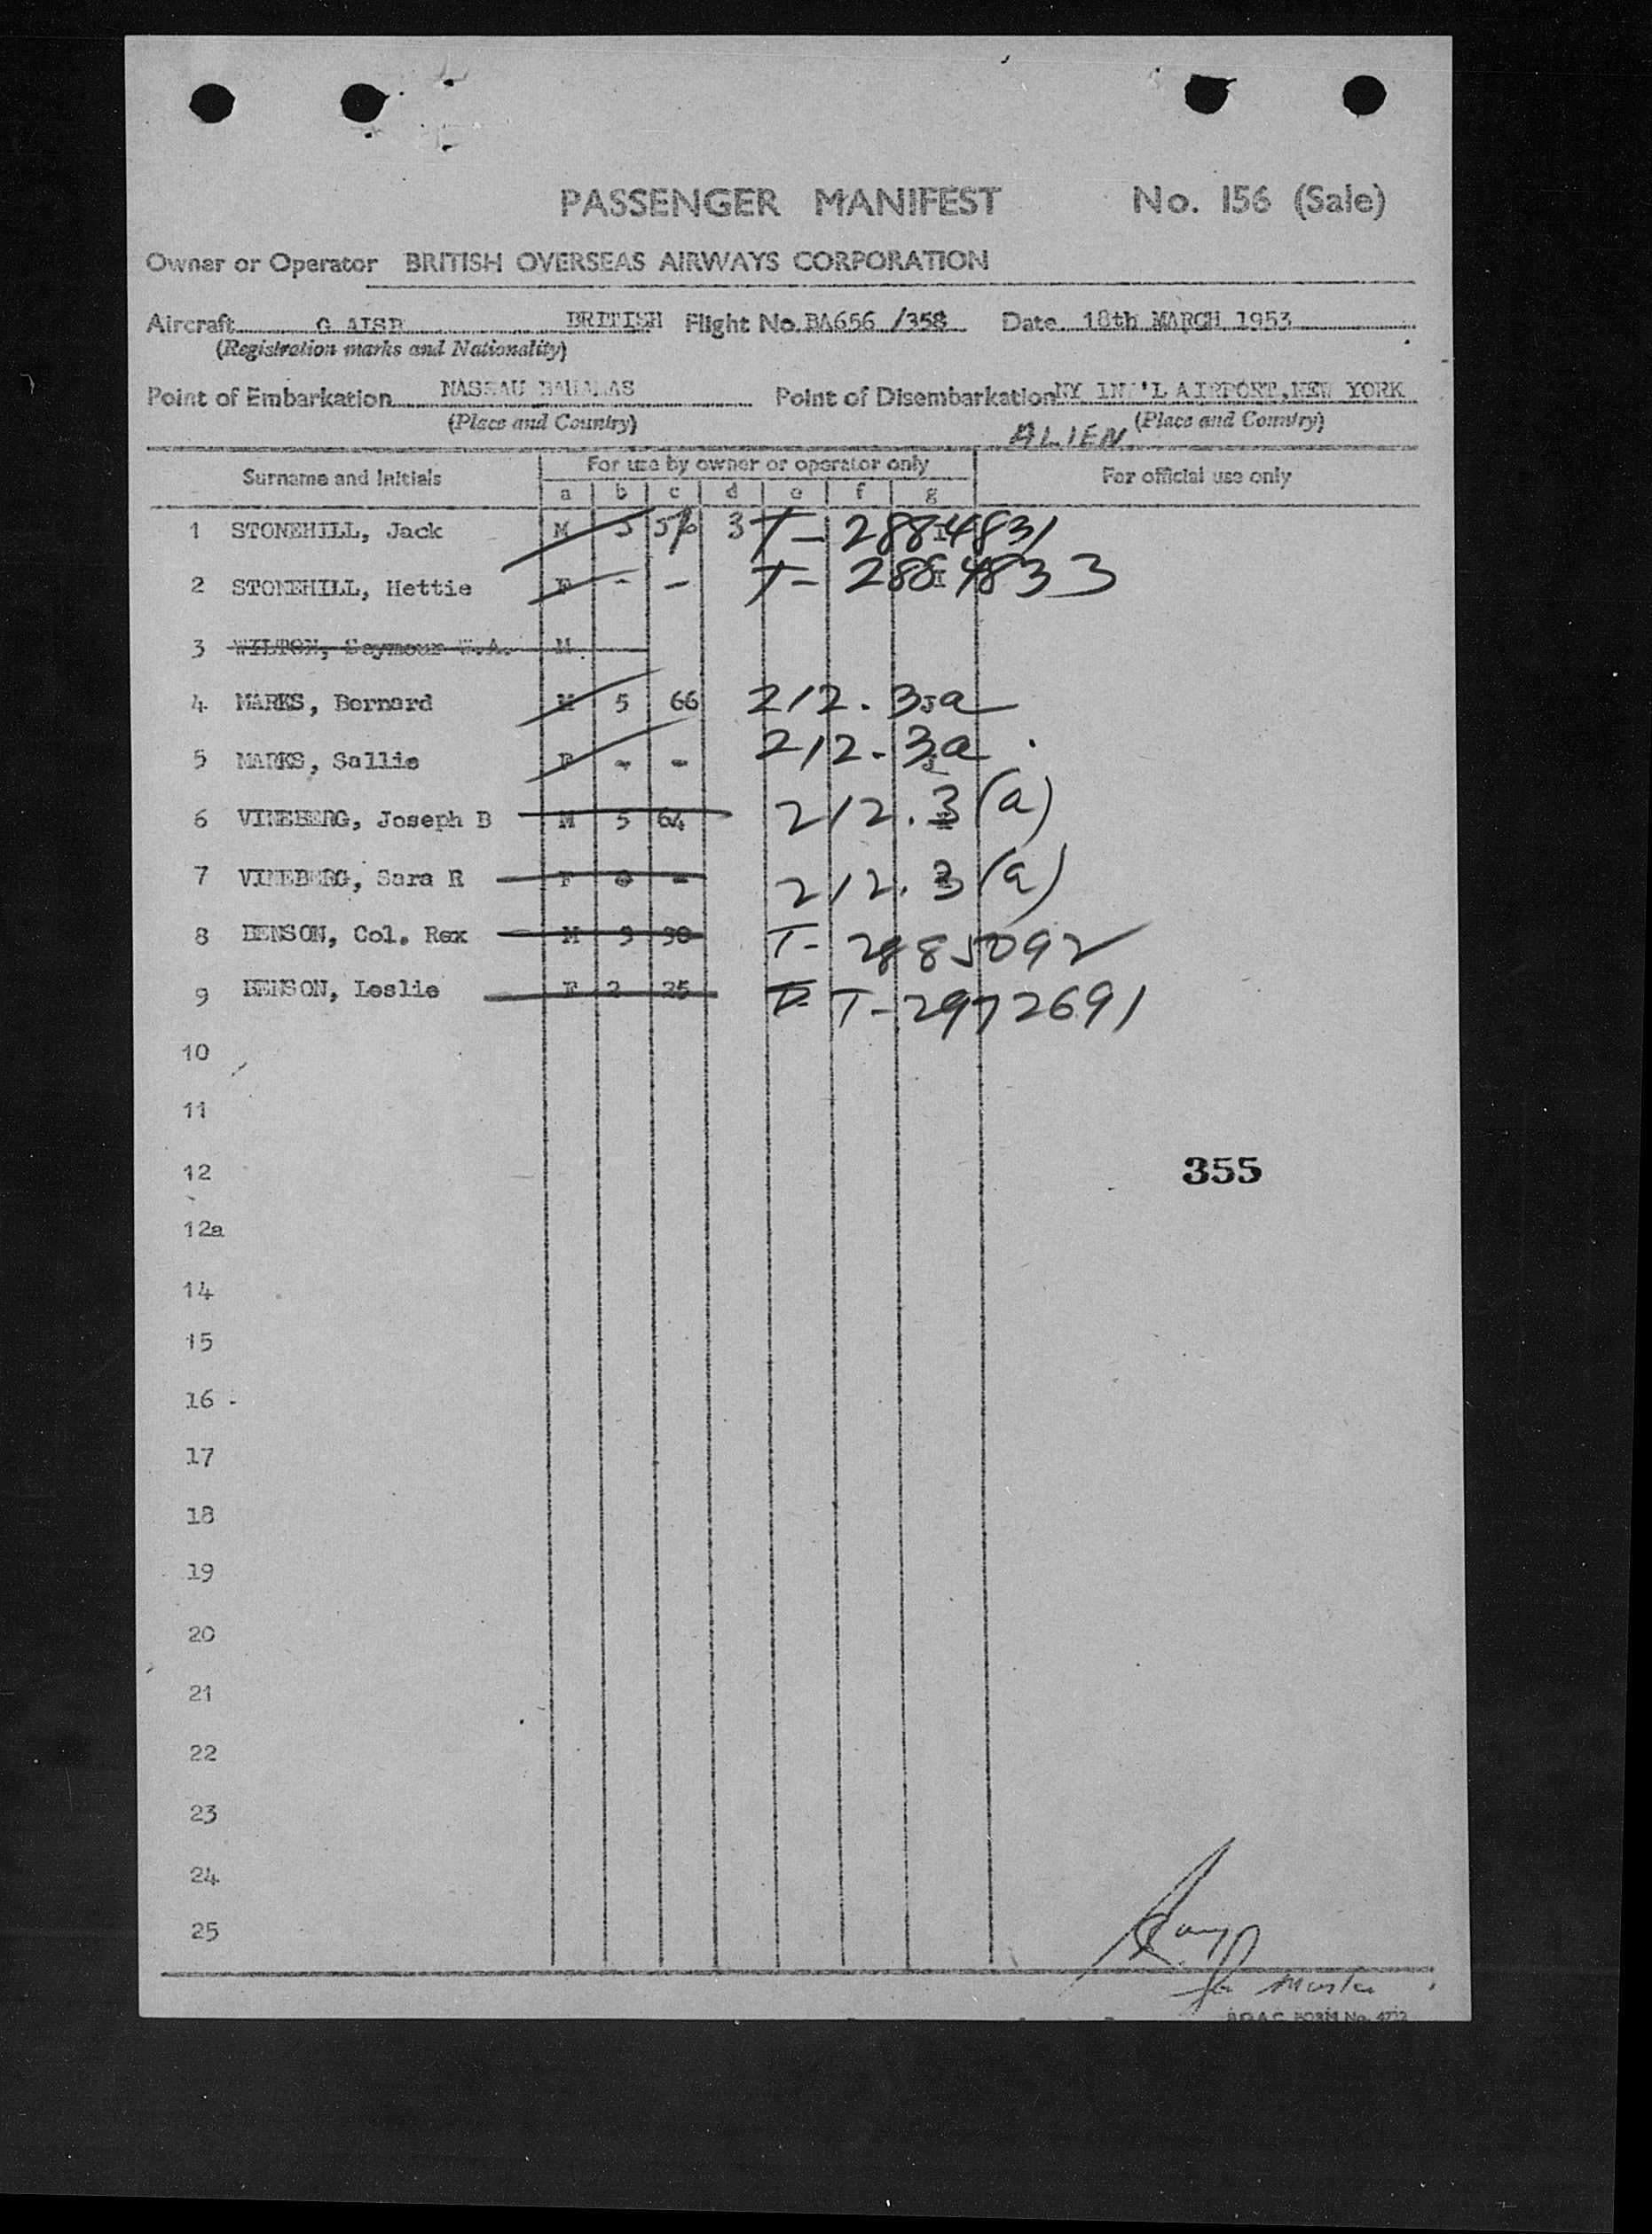 PASSENGER MANIFEST No. 156 (Sale)
Owner or Operator BRITISH OVERSEAS AIRWAYS CORPORATION
Aircraft BRITISH Flight No. BA656 /358 Date 18th MARCH 1953
(Registration marks and Nationality)
Point of Embarkation NASSAU BAHAMAS Point of Disembarkation NY INT'L AIRPORT, NEW YORK
(Place and Country) (Place and Country)
ALIEN
Surname and Initials For use by owner or operator only For official use only
a b c d e f g
1 STONEHILL, Jack M 5 3 T- 2884831
2 STONEHILL, Hettie F - - T- 2884833
3 WILTON, Seymour W.A. M
4 MARKS, Bernard M 5 66 212.3a
5 MARKS, Sallie F - - 212-3a
6 VINEBERG, Joseph B M 5 64 212.3(a)
7 VINEBERG, Sara R F - 212.3(a)
8 BENSON, Col. Rex M T- 2885092
9 BENSON, Leslie F 2 25 T-2972691
10
11
12
355
12a
14
15
16
17
18
19
20
21
22
23
24
25
for Master
B.O.A.C. FORM No.